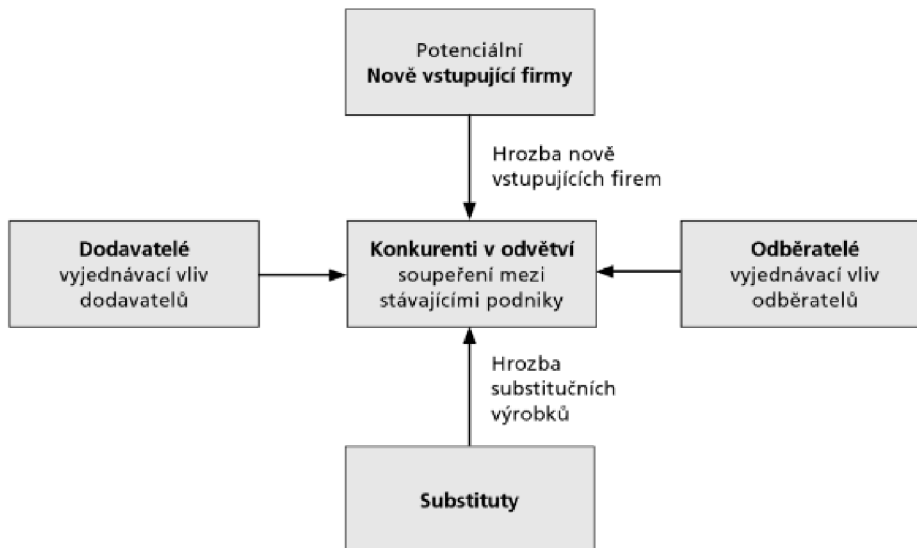 Potenciální
Nově vstupující firmy
Hrozba nově
vstupujících firem
Dodavatelé
vyjednávací vliv
dodavatelů
Konkurenti v odvětví
soupeření mezi
stávajícími podniky
Odběratelé
vyjednávací vliv
odběratelů
Hrozba
substitučních
výrobků
Substituty